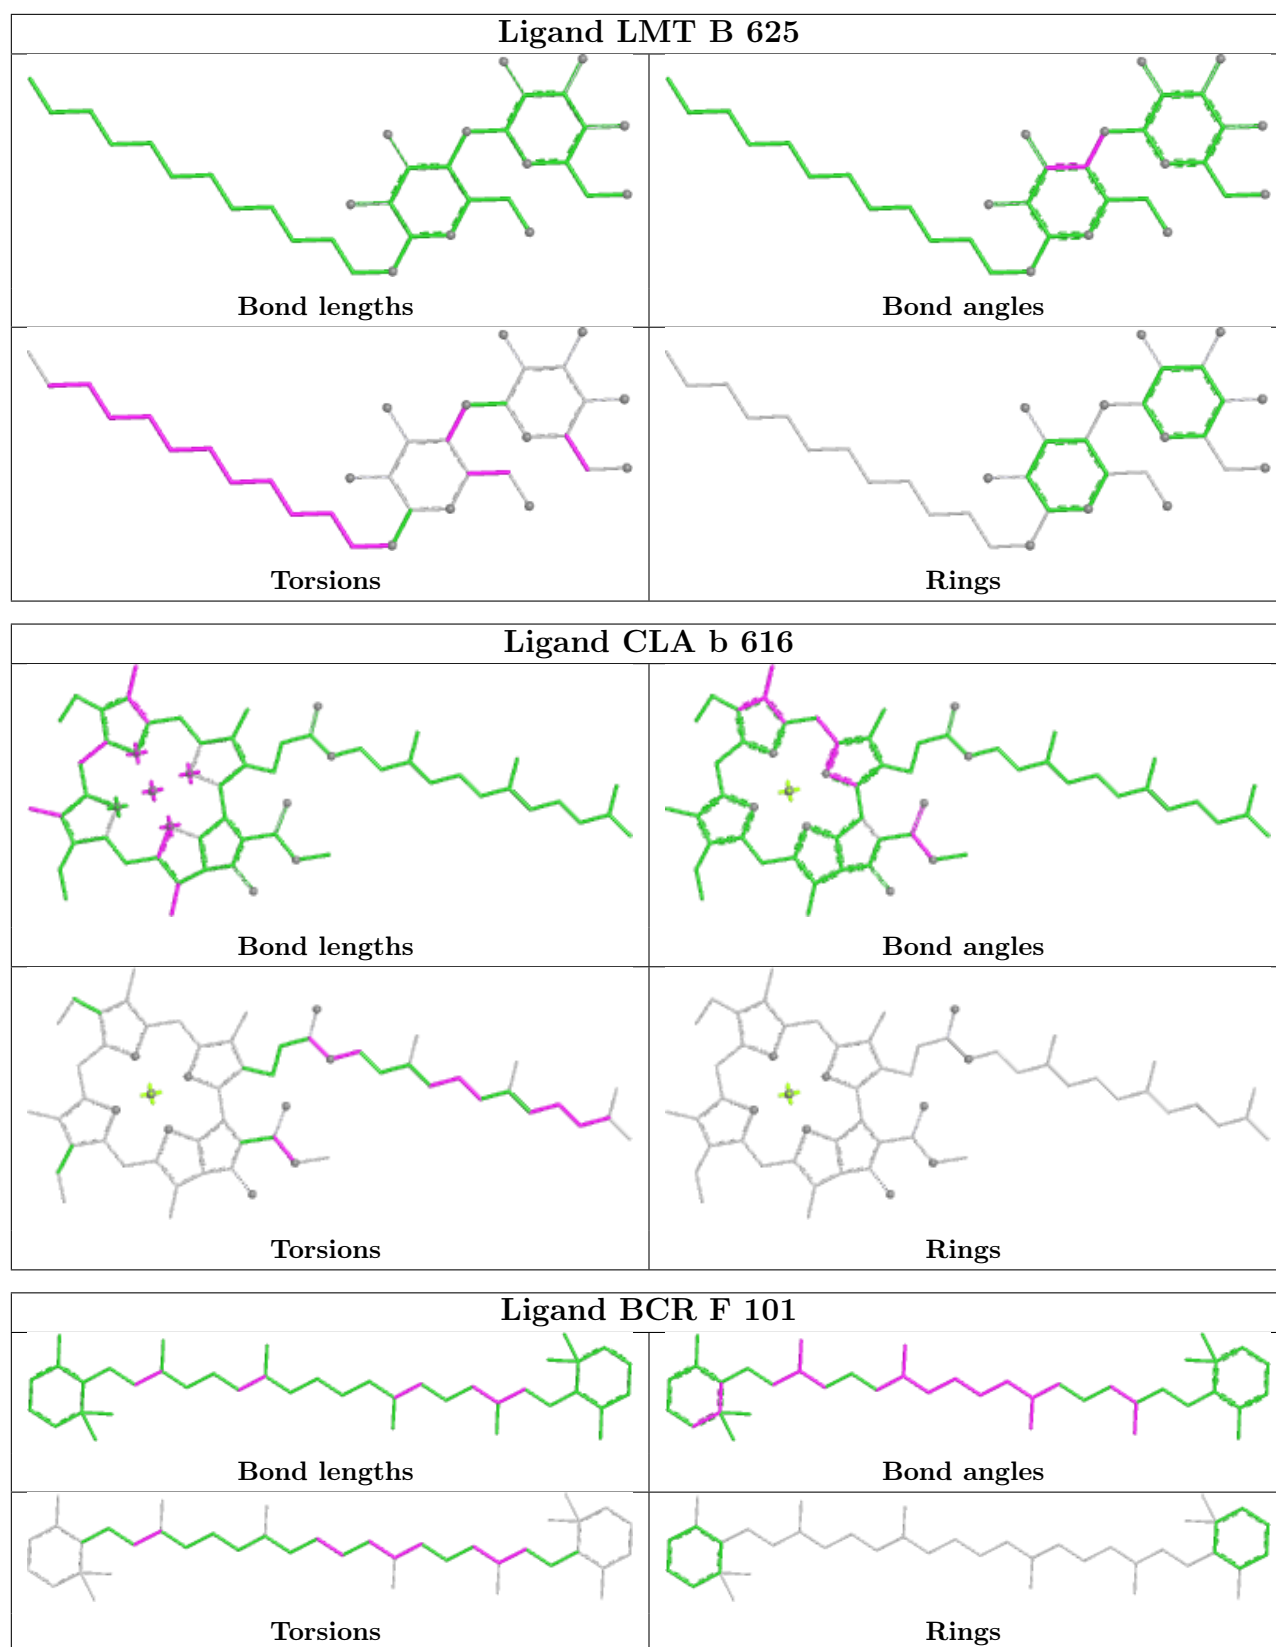 Ligand LMT B 625
Bond lengths
Bond angles
Torsions
Rings
Ligand CLA b 616
Bond lengths
Bond angles
Torsions
Rings
Ligand BCR F 101
Bond lengths
Bond angles
Torsions
Rings